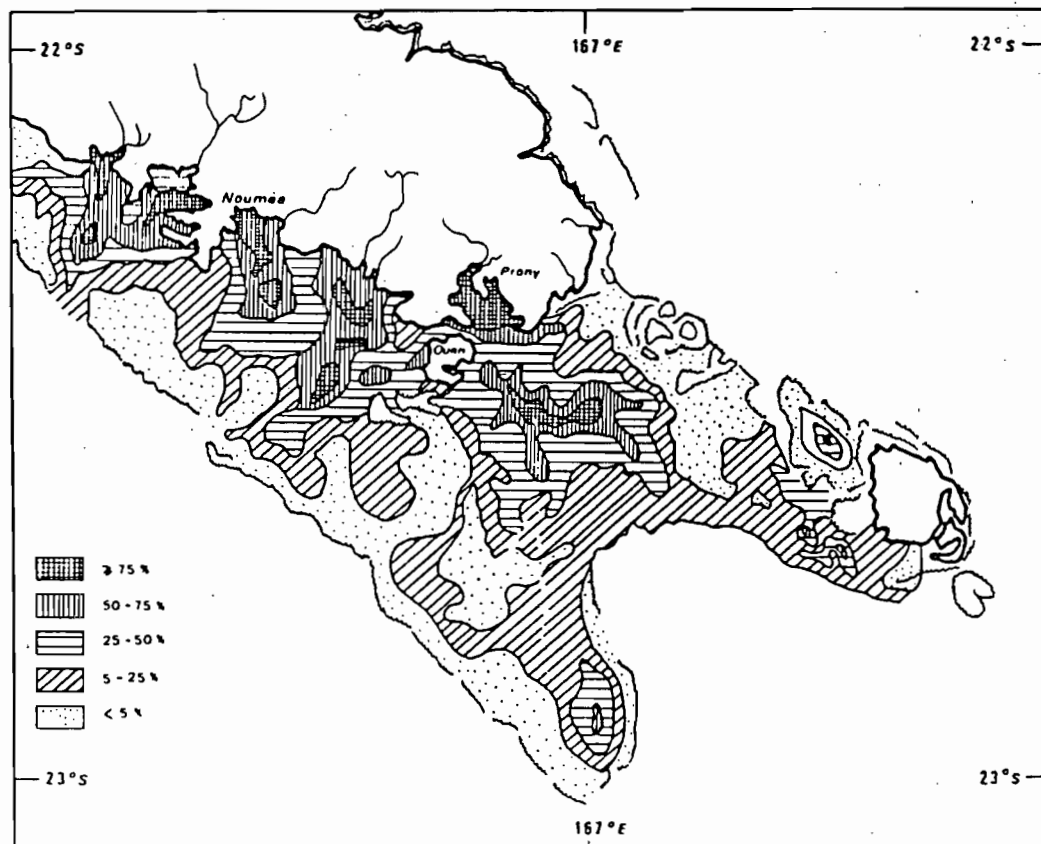 167°E
22°S
22°S
Nouméa
Prony
Ouen
≥ 75 %
50 - 75 %
25 - 50 %
5 - 25 %
< 5 %
23°S
23°S
167°E